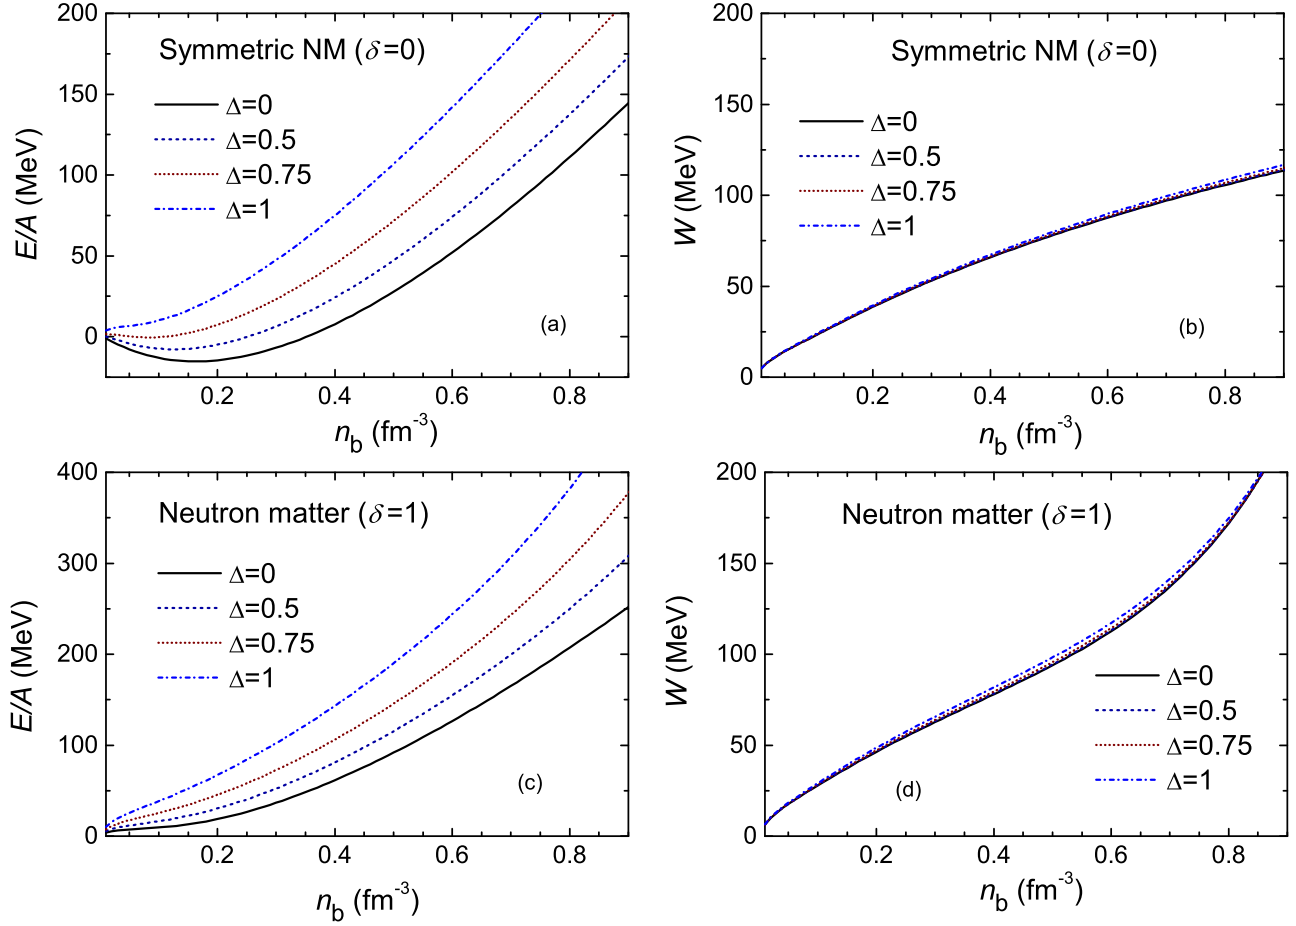 Symmetric NM (δ=0)
Δ=0
Δ=0.5
Δ=0.75
Δ=1
(a)
200
150
100
50
0
E/A (MeV)
0.2 0.4 0.6 0.8
n_b (fm⁻³)
Symmetric NM (δ=0)
Δ=0
Δ=0.5
Δ=0.75
Δ=1
(b)
200
150
100
50
0
W (MeV)
0.2 0.4 0.6 0.8
n_b (fm⁻³)
Neutron matter (δ=1)
Δ=0
Δ=0.5
Δ=0.75
Δ=1
(c)
400
300
200
100
0
E/A (MeV)
0.2 0.4 0.6 0.8
n_b (fm⁻³)
Neutron matter (δ=1)
Δ=0
Δ=0.5
Δ=0.75
Δ=1
(d)
200
150
100
50
0
W (MeV)
0.2 0.4 0.6 0.8
n_b (fm⁻³)